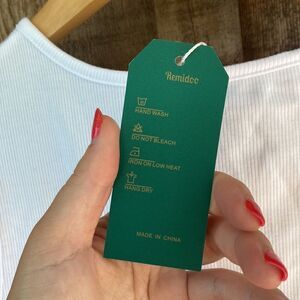 Remidoo
HAND WASH
DO NOT BLEACH
IRON ON LOW HEAT
HANG DRY
MADE IN CHINA